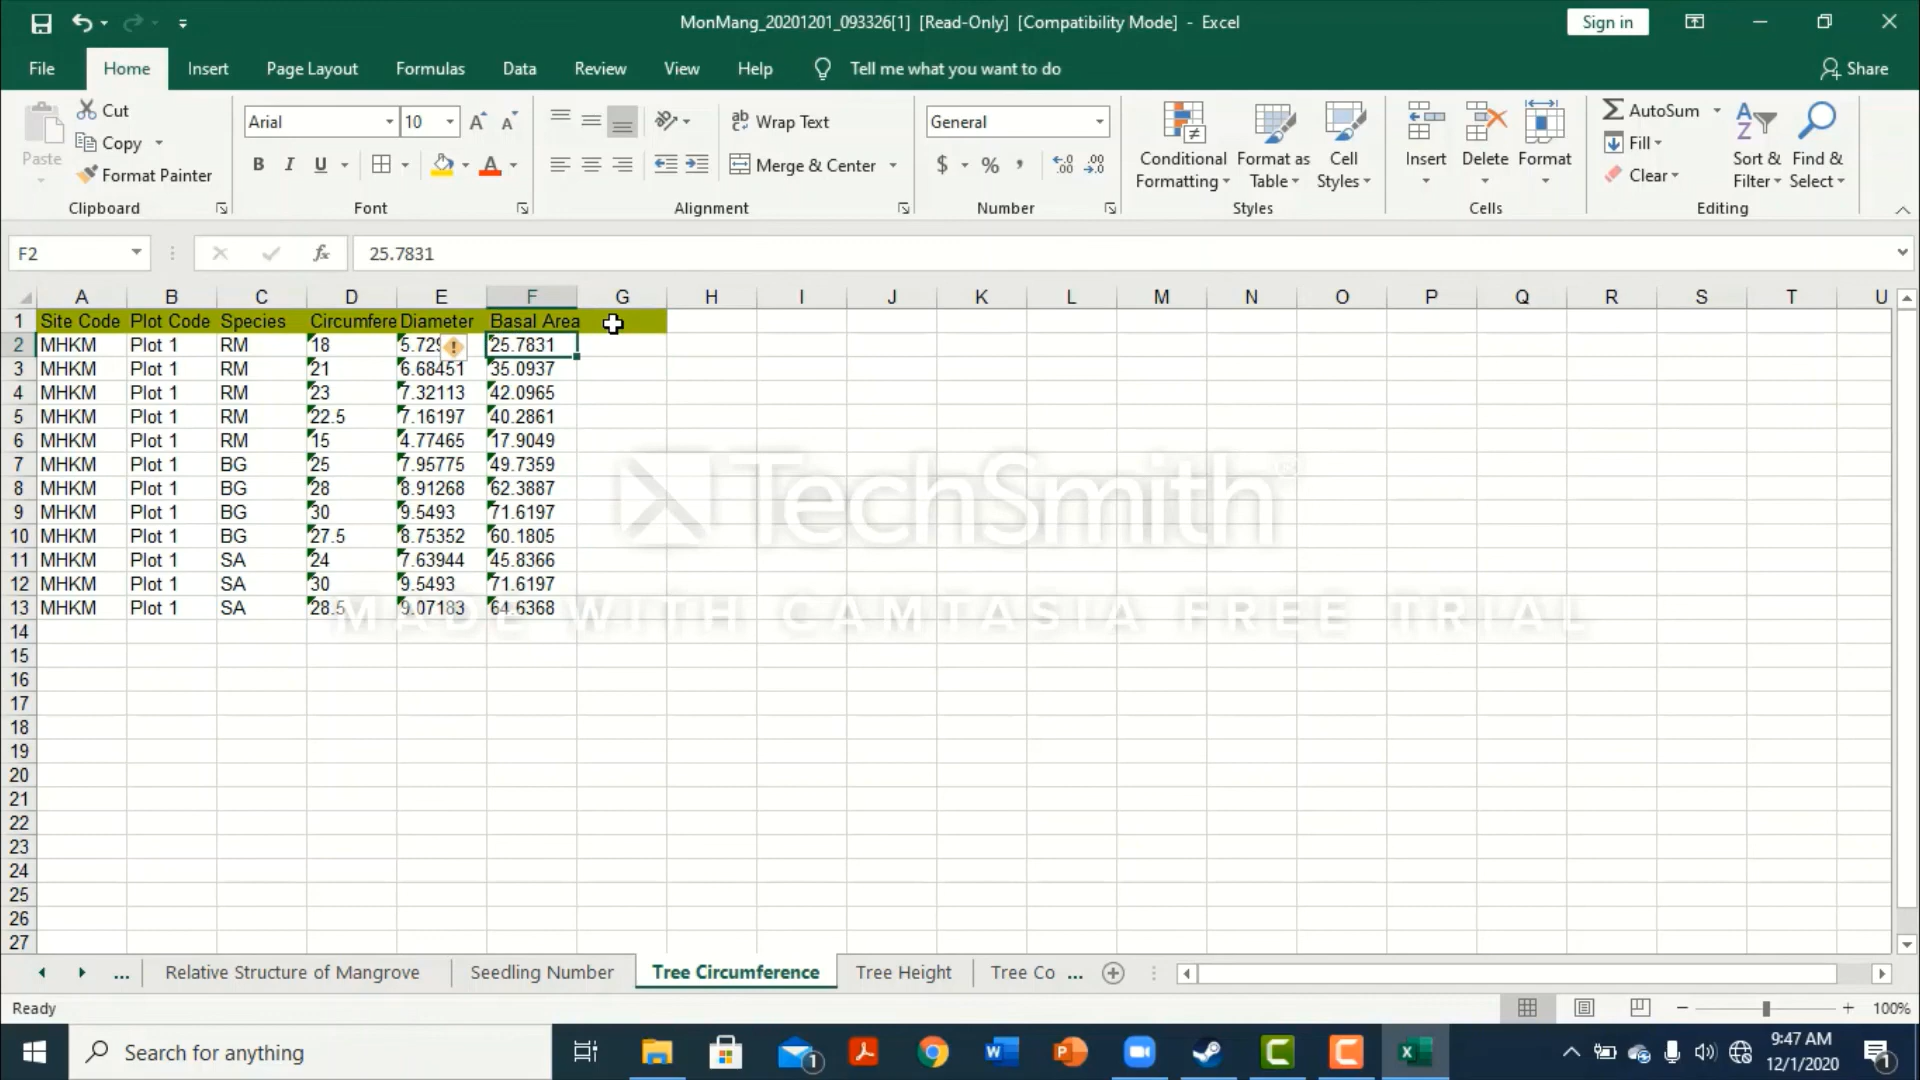 MonMang_20201201_093326[1] [Read-Only] [Compatibility Mode] - Excel
Sign in
File Home Insert Page Layout Formulas Data Review View Help Tell me what you want to do Share
Paste
Cut
Copy
Format Painter
Clipboard
Arial 10
B I U
Font
Wrap Text
Merge & Center
Alignment
General
$ % ,
Number
Conditional Formatting
Format as Table
Cell Styles
Styles
Insert Delete Format
Cells
AutoSum
Fill
Clear
Sort & Filter
Find & Select
Editing
F2 fx 25.7831
A B C D E F G H I J K L M N O P Q R S T U
1 Site Code Plot Code Species Circumfere Diameter Basal Area
2 MHKM Plot 1 RM 18 5.729 25.7831
3 MHKM Plot 1 RM 21 6.68451 35.0937
4 MHKM Plot 1 RM 23 7.32113 42.0965
5 MHKM Plot 1 RM 22.5 7.16197 40.2861
6 MHKM Plot 1 RM 15 4.77465 17.9049
7 MHKM Plot 1 BG 25 7.95775 49.7359
8 MHKM Plot 1 BG 28 8.91268 62.3887
9 MHKM Plot 1 BG 30 9.5493 71.6197
10 MHKM Plot 1 BG 27.5 8.75352 60.1805
11 MHKM Plot 1 SA 24 7.63944 45.8366
12 MHKM Plot 1 SA 30 9.5493 71.6197
13 MHKM Plot 1 SA 28.5 9.07183 64.6368
14
15
16
17
18
19
20
21
22
23
24
25
26
27
TechSmith®
MADE WITH CAMTASIA FREE TRIAL
... Relative Structure of Mangrove Seedling Number Tree Circumference Tree Height Tree Co ...
Ready 100%
Search for anything
9:47 AM
12/1/2020